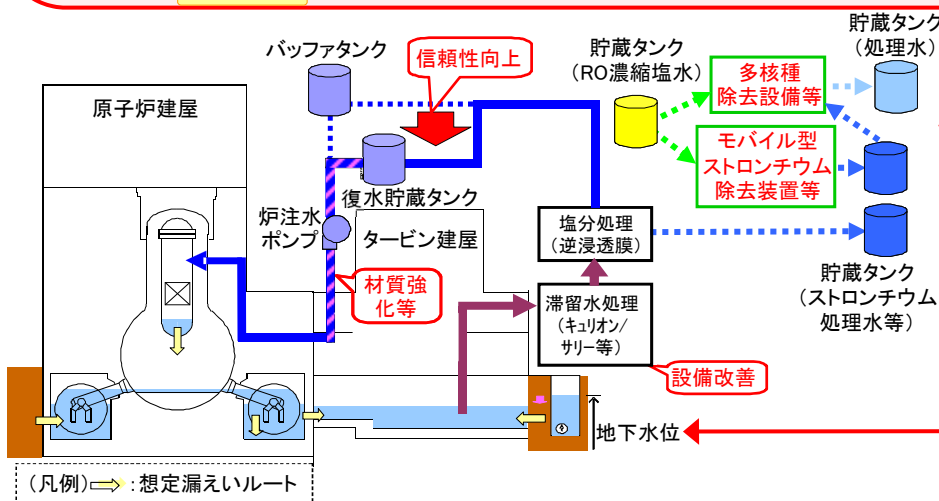 バッファタンク
信頼性向上
貯蔵タンク
(RO濃縮塩水)
多核種
除去設備等
貯蔵タンク
(処理水)
原子炉建屋
モバイル型
ストロンチウム
除去装置等
復水貯蔵タンク
炉注水
ポンプ
タービン建屋
塩分処理
(逆浸透膜)
材質強
化等
滞留水処理
(キュリオン/
サリー等)
貯蔵タンク
(ストロンチウム
処理水等)
設備改善
地下水位
(凡例) :想定漏えいルート